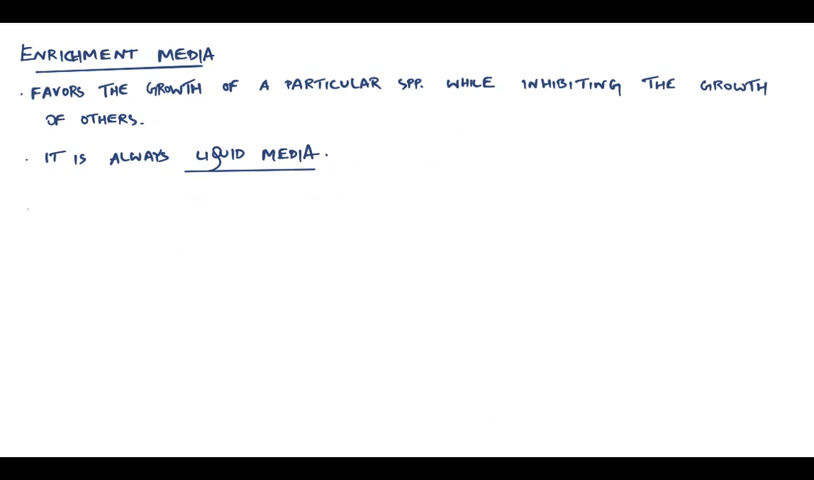 ENRICHMENT MEDIA
· FAVORS THE GROWTH OF A PARTICULAR SPP. WHILE INHIBITING THE GROWTH
OF OTHERS.
· IT IS ALWAYS LIQUID MEDIA.